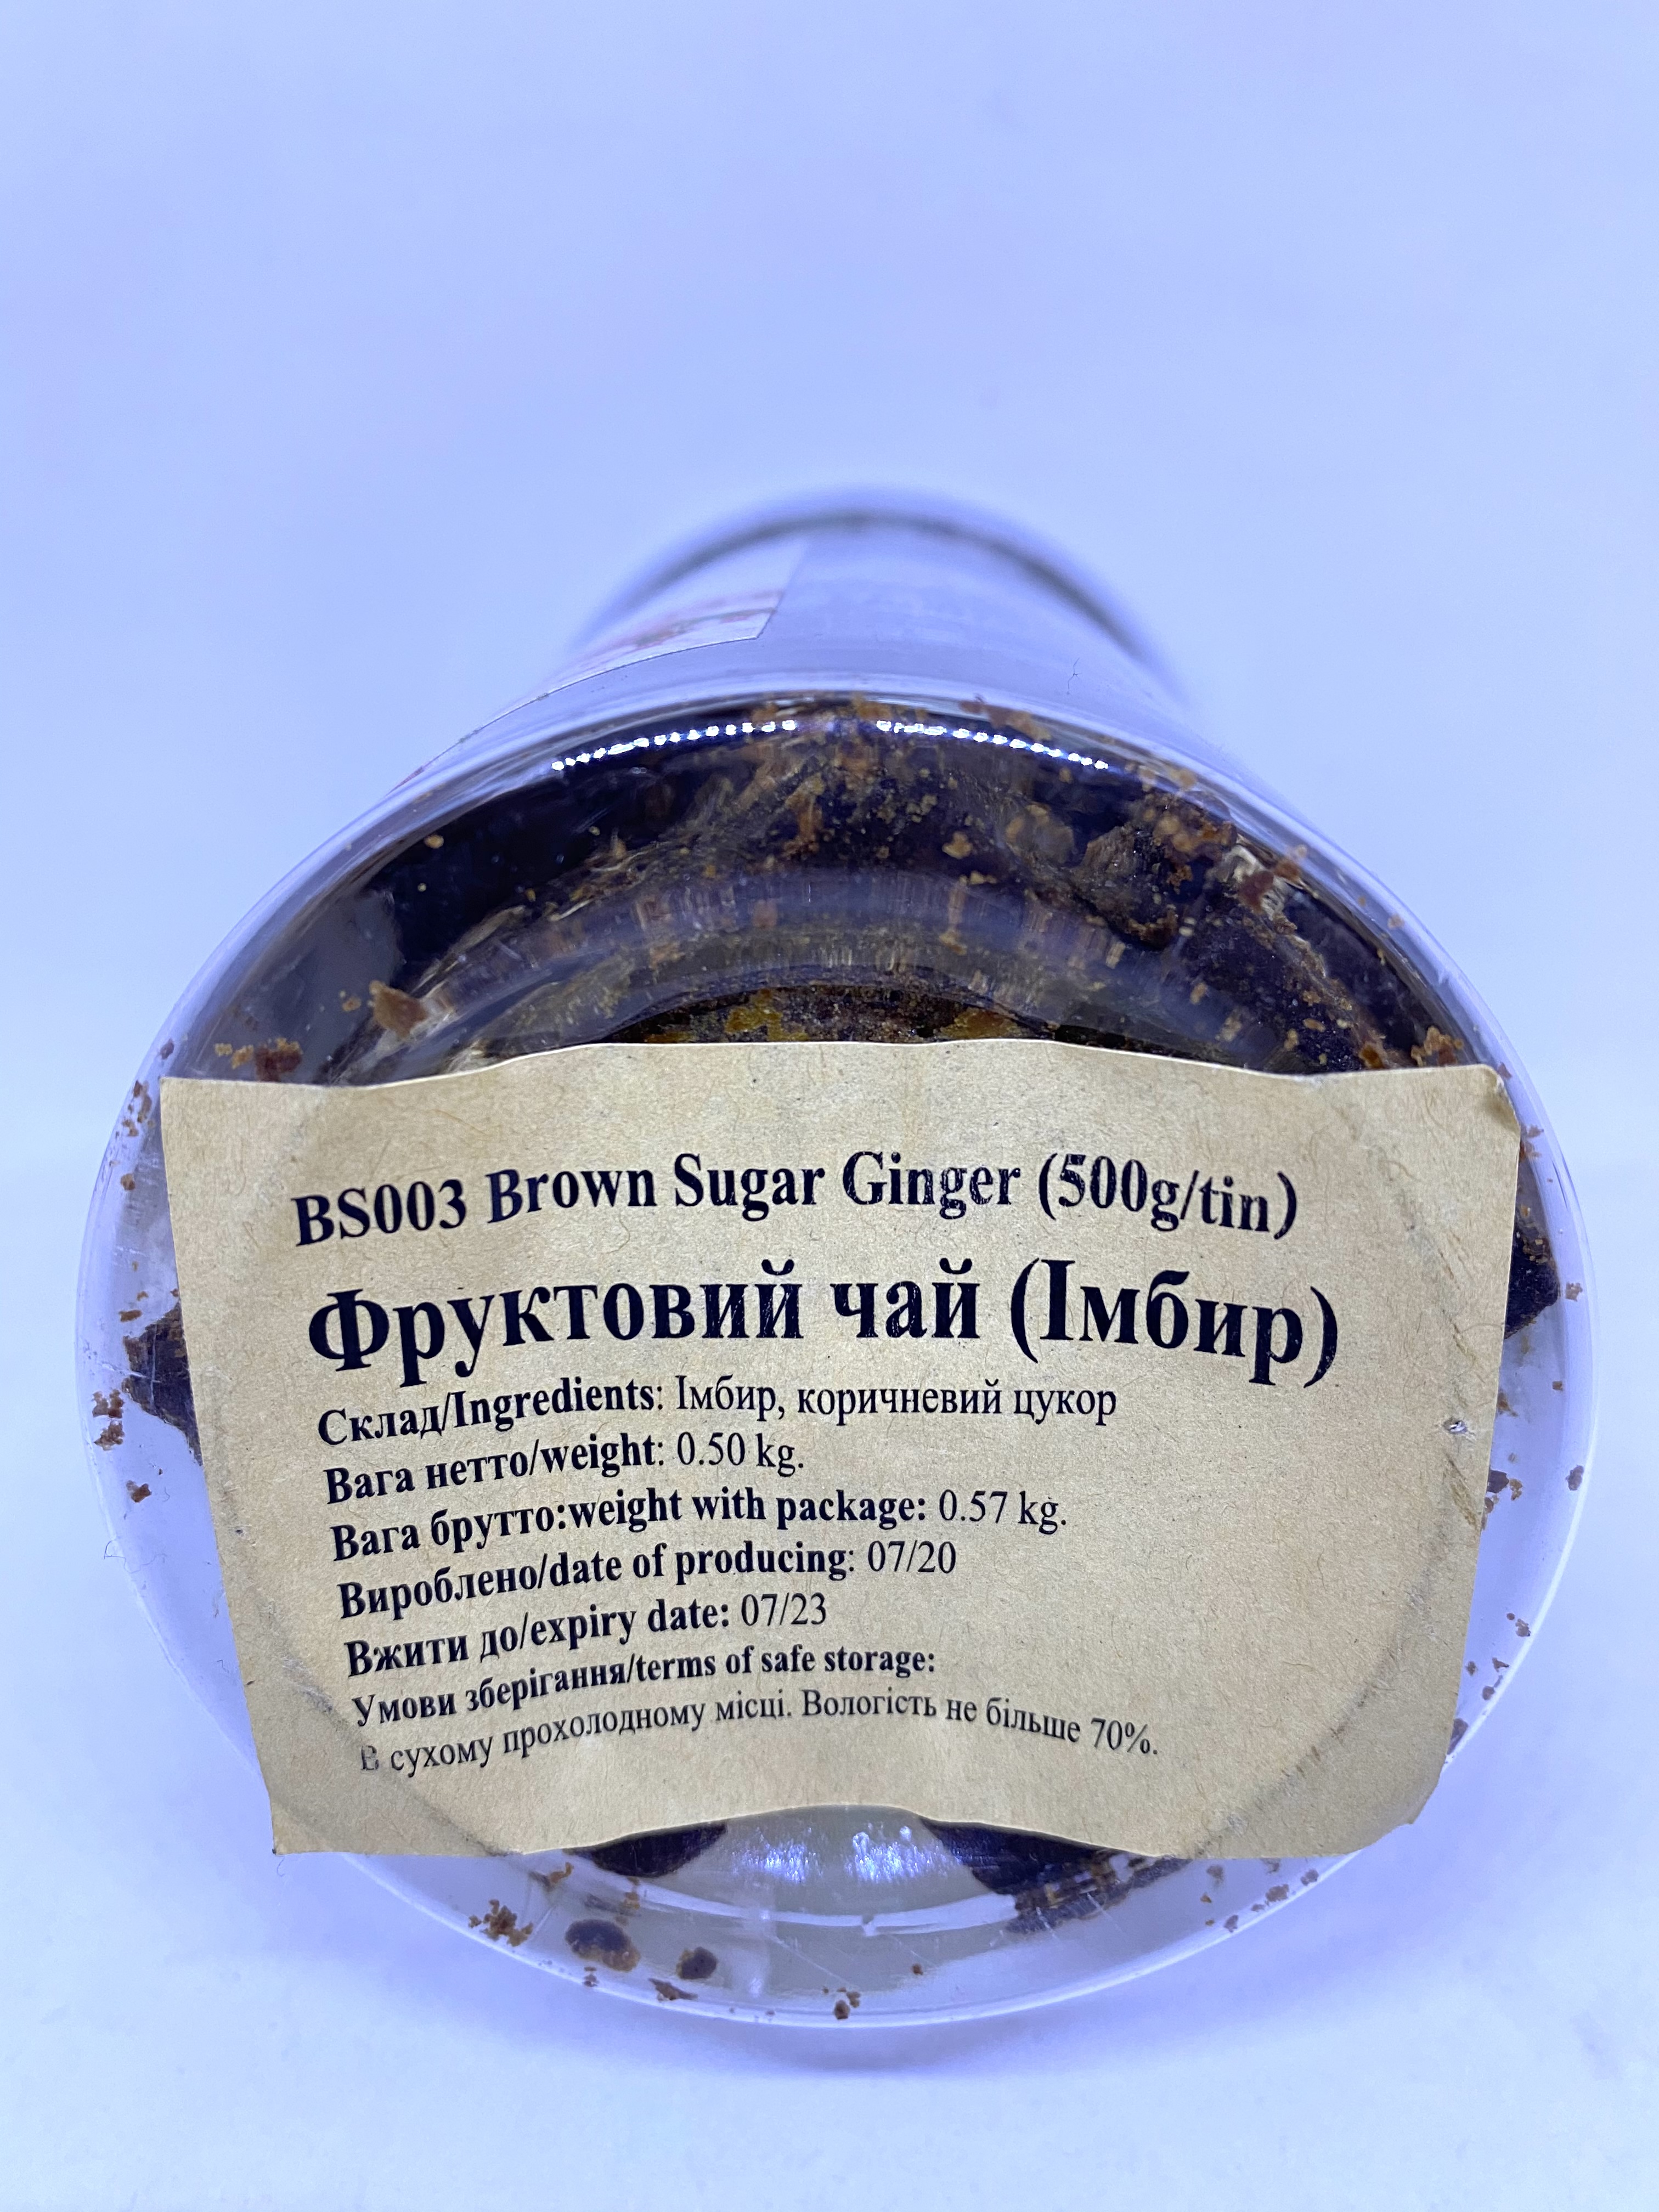 BS003 Brown Sugar Ginger (500g/tin)
Фруктовий чай (Імбир)
Склад/Ingredients: Імбир, коричневий цукор
Вага нетто/weight: 0.50 kg.
Вага брутто:weight with package: 0.57 kg.
Вироблено/date of producing: 07/20
Вжити до/expiry date: 07/23
Умови зберігання/terms of safe storage:
В сухому прохолодному місці. Вологість не більше 70%.